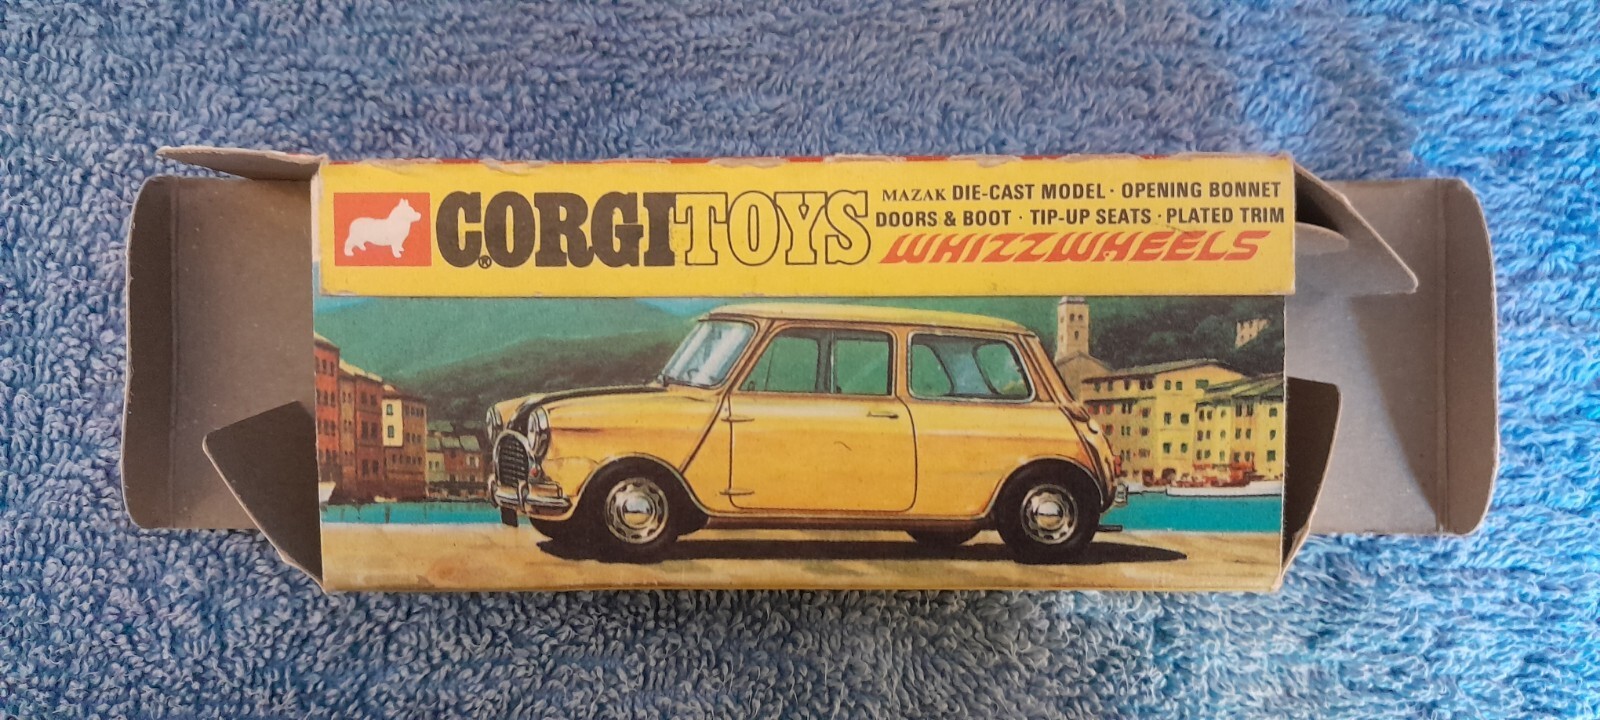 CORGI TOYS ®
MAZAK DIE-CAST MODEL · OPENING BONNET
DOORS & BOOT · TIP-UP SEATS · PLATED TRIM
WHIZZWHEELS